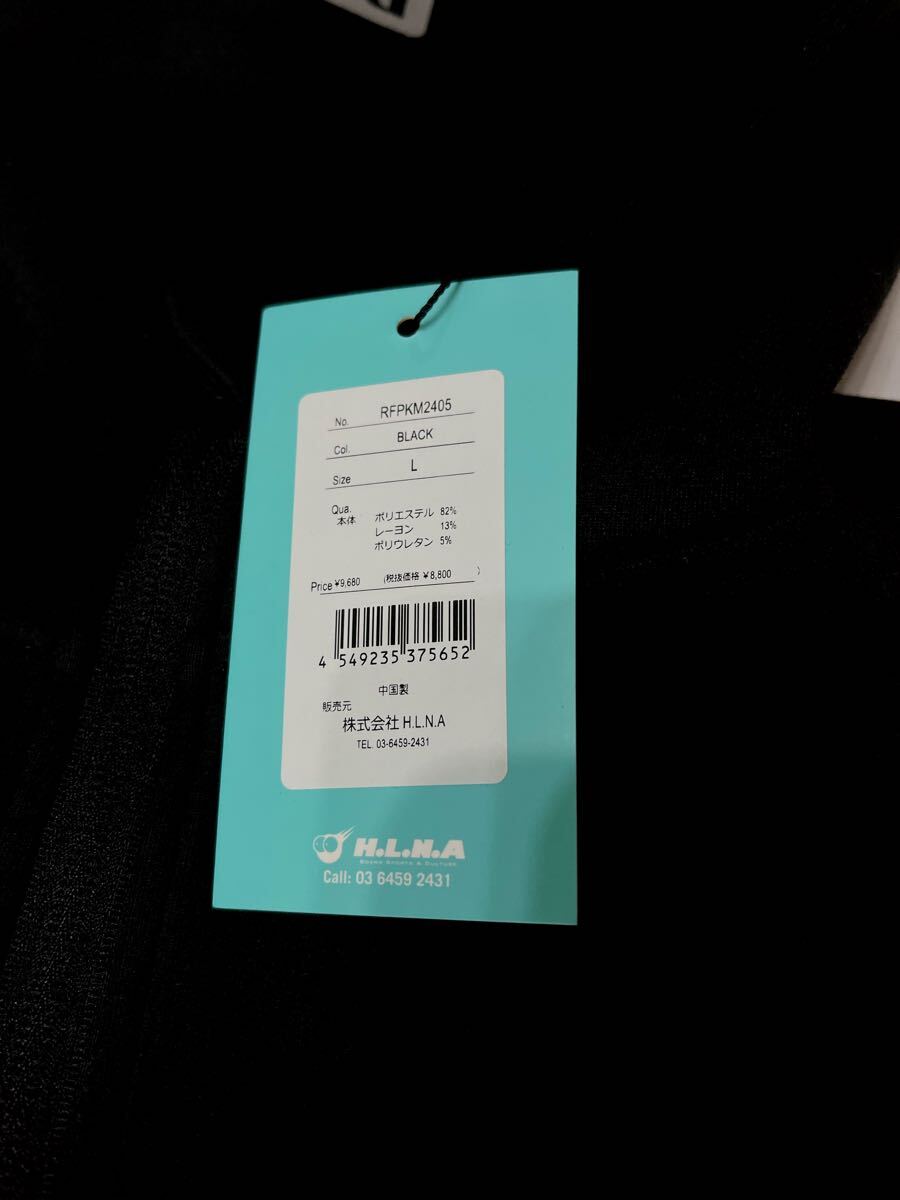 No. RFPKM2405
Col. BLACK
Size L
Qua. 本体 ポリエステル 82%
レーヨン 13%
ポリウレタン 5%
Price ¥9,680 (税抜価格 ¥8,800 )
4 549235 375652
中国製
販売元
株式会社 H.L.N.A
TEL. 03-6459-2431
H.L.N.A
BOARD SPORTS & CULTURE
Call: 03 6459 2431